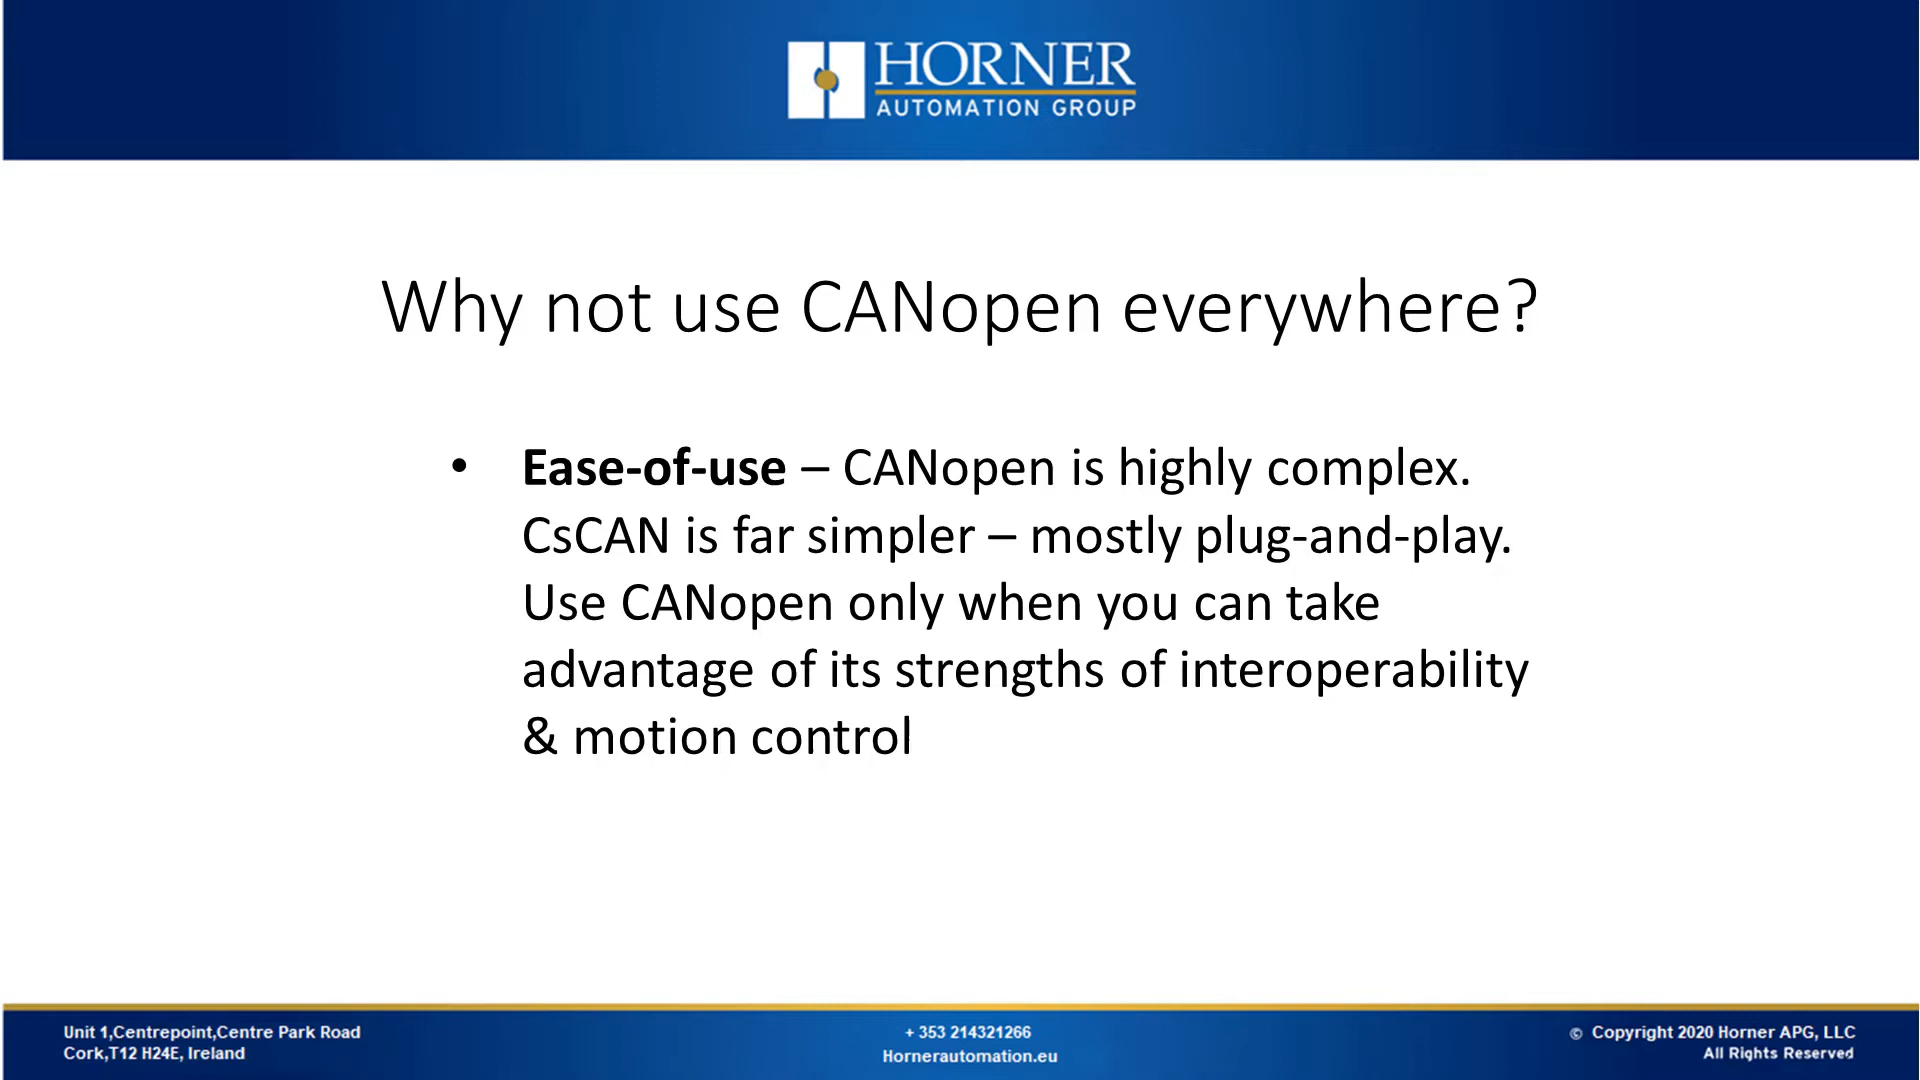 HORNER
AUTOMATION GROUP
Why not use CANopen everywhere?
• Ease-of-use – CANopen is highly complex.
CsCAN is far simpler – mostly plug-and-play.
Use CANopen only when you can take
advantage of its strengths of interoperability
& motion control
Unit 1,Centrepoint,Centre Park Road
Cork,T12 H24E, Ireland
+ 353 214321266
Hornerautomation.eu
© Copyright 2020 Horner APG, LLC
All Rights Reserved